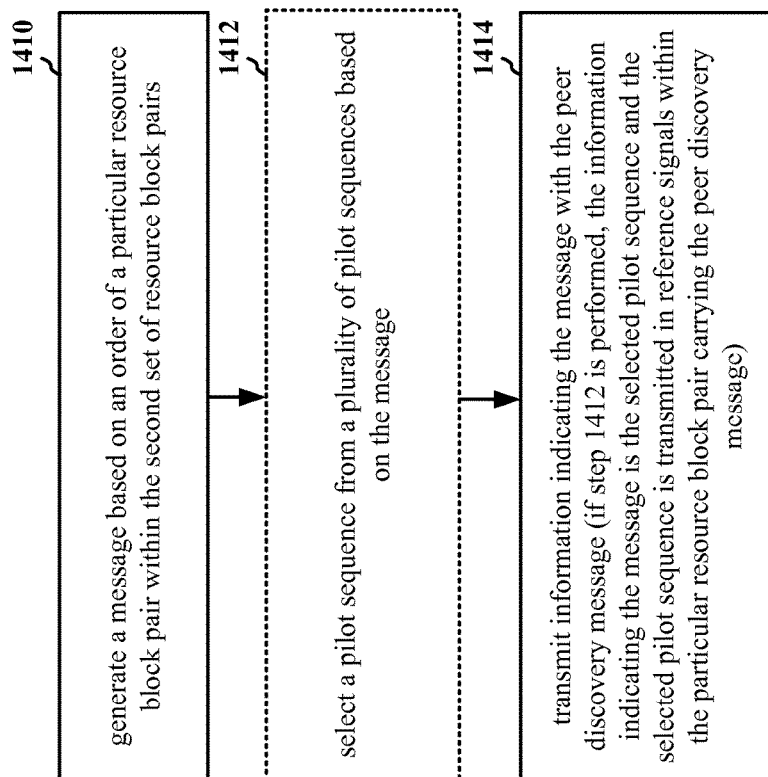 1410
generate a message based on an order of a particular resource
block pair within the second set of resource block pairs
1412
select a pilot sequence from a plurality of pilot sequences based
on the message
1414
transmit information indicating the message with the peer
discovery message (if step 1412 is performed, the information
indicating the message is the selected pilot sequence and the
selected pilot sequence is transmitted in reference signals within
the particular resource block pair carrying the peer discovery
message)